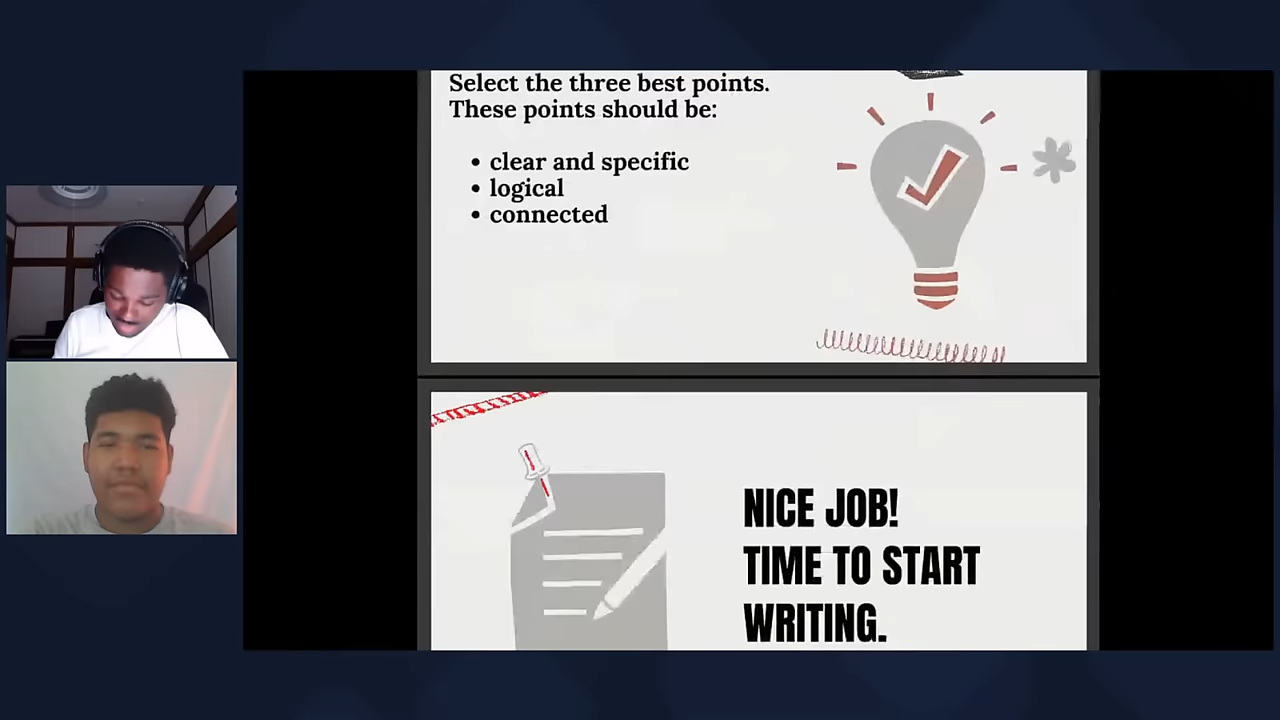 Select the three best points.
These points should be:
• clear and specific
• logical
• connected
NICE JOB!
TIME TO START
WRITING.